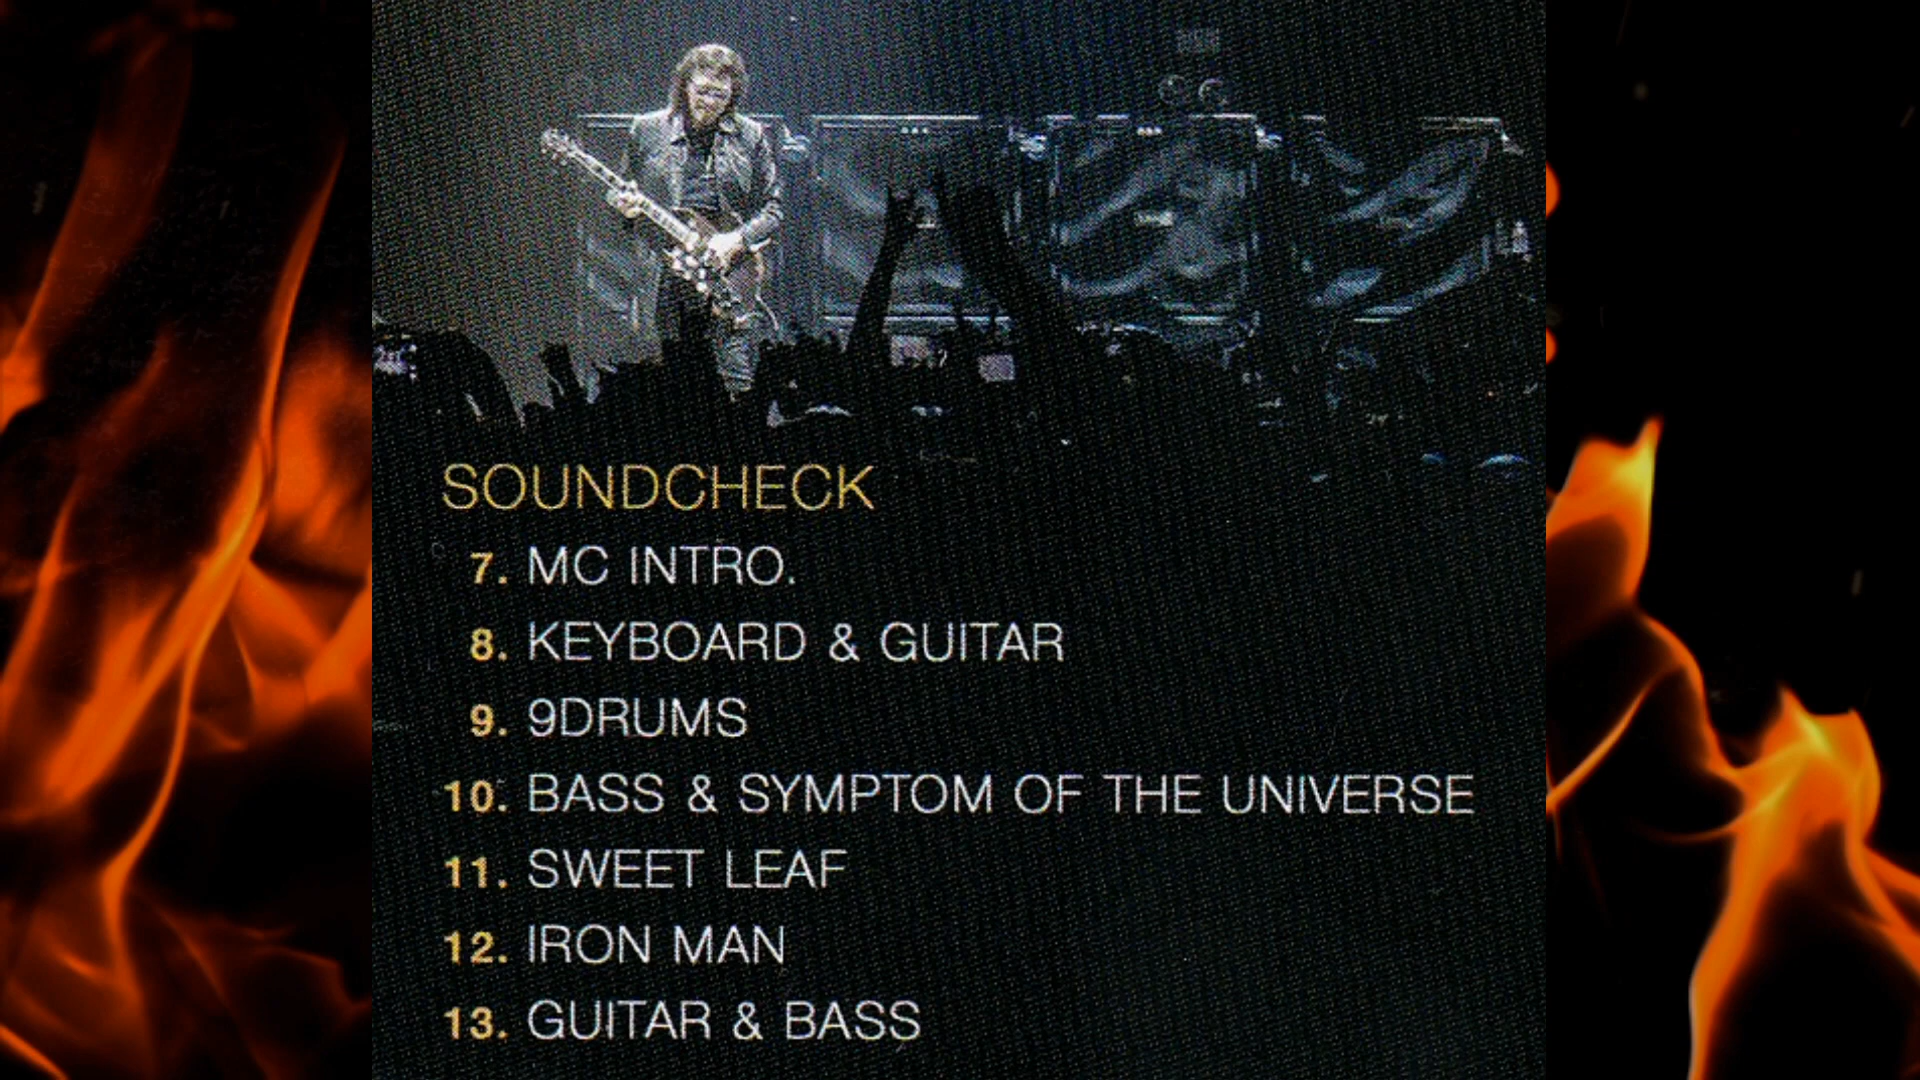 SOUNDCHECK
7. MC INTRO.
8. KEYBOARD & GUITAR
9. 9DRUMS
10. BASS & SYMPTOM OF THE UNIVERSE
11. SWEET LEAF
12. IRON MAN
13. GUITAR & BASS